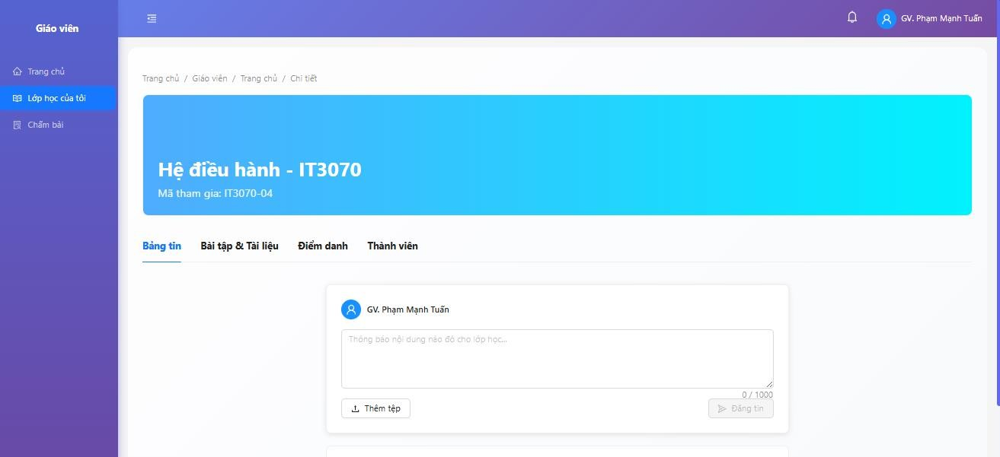 Giáo viên
GV. Phạm Mạnh Tuấn
Trang chủ
Lớp học của tôi
Chấm bài
Trang chủ / Giáo viên / Trang chủ / Chi tiết
Hệ điều hành - IT3070
Mã tham gia: IT3070-04
Bảng tin Bài tập & Tài liệu Điểm danh Thành viên
GV. Phạm Mạnh Tuấn
Thông báo nội dung nào đó cho lớp học...
0 / 1000
Thêm tệp Đăng tin